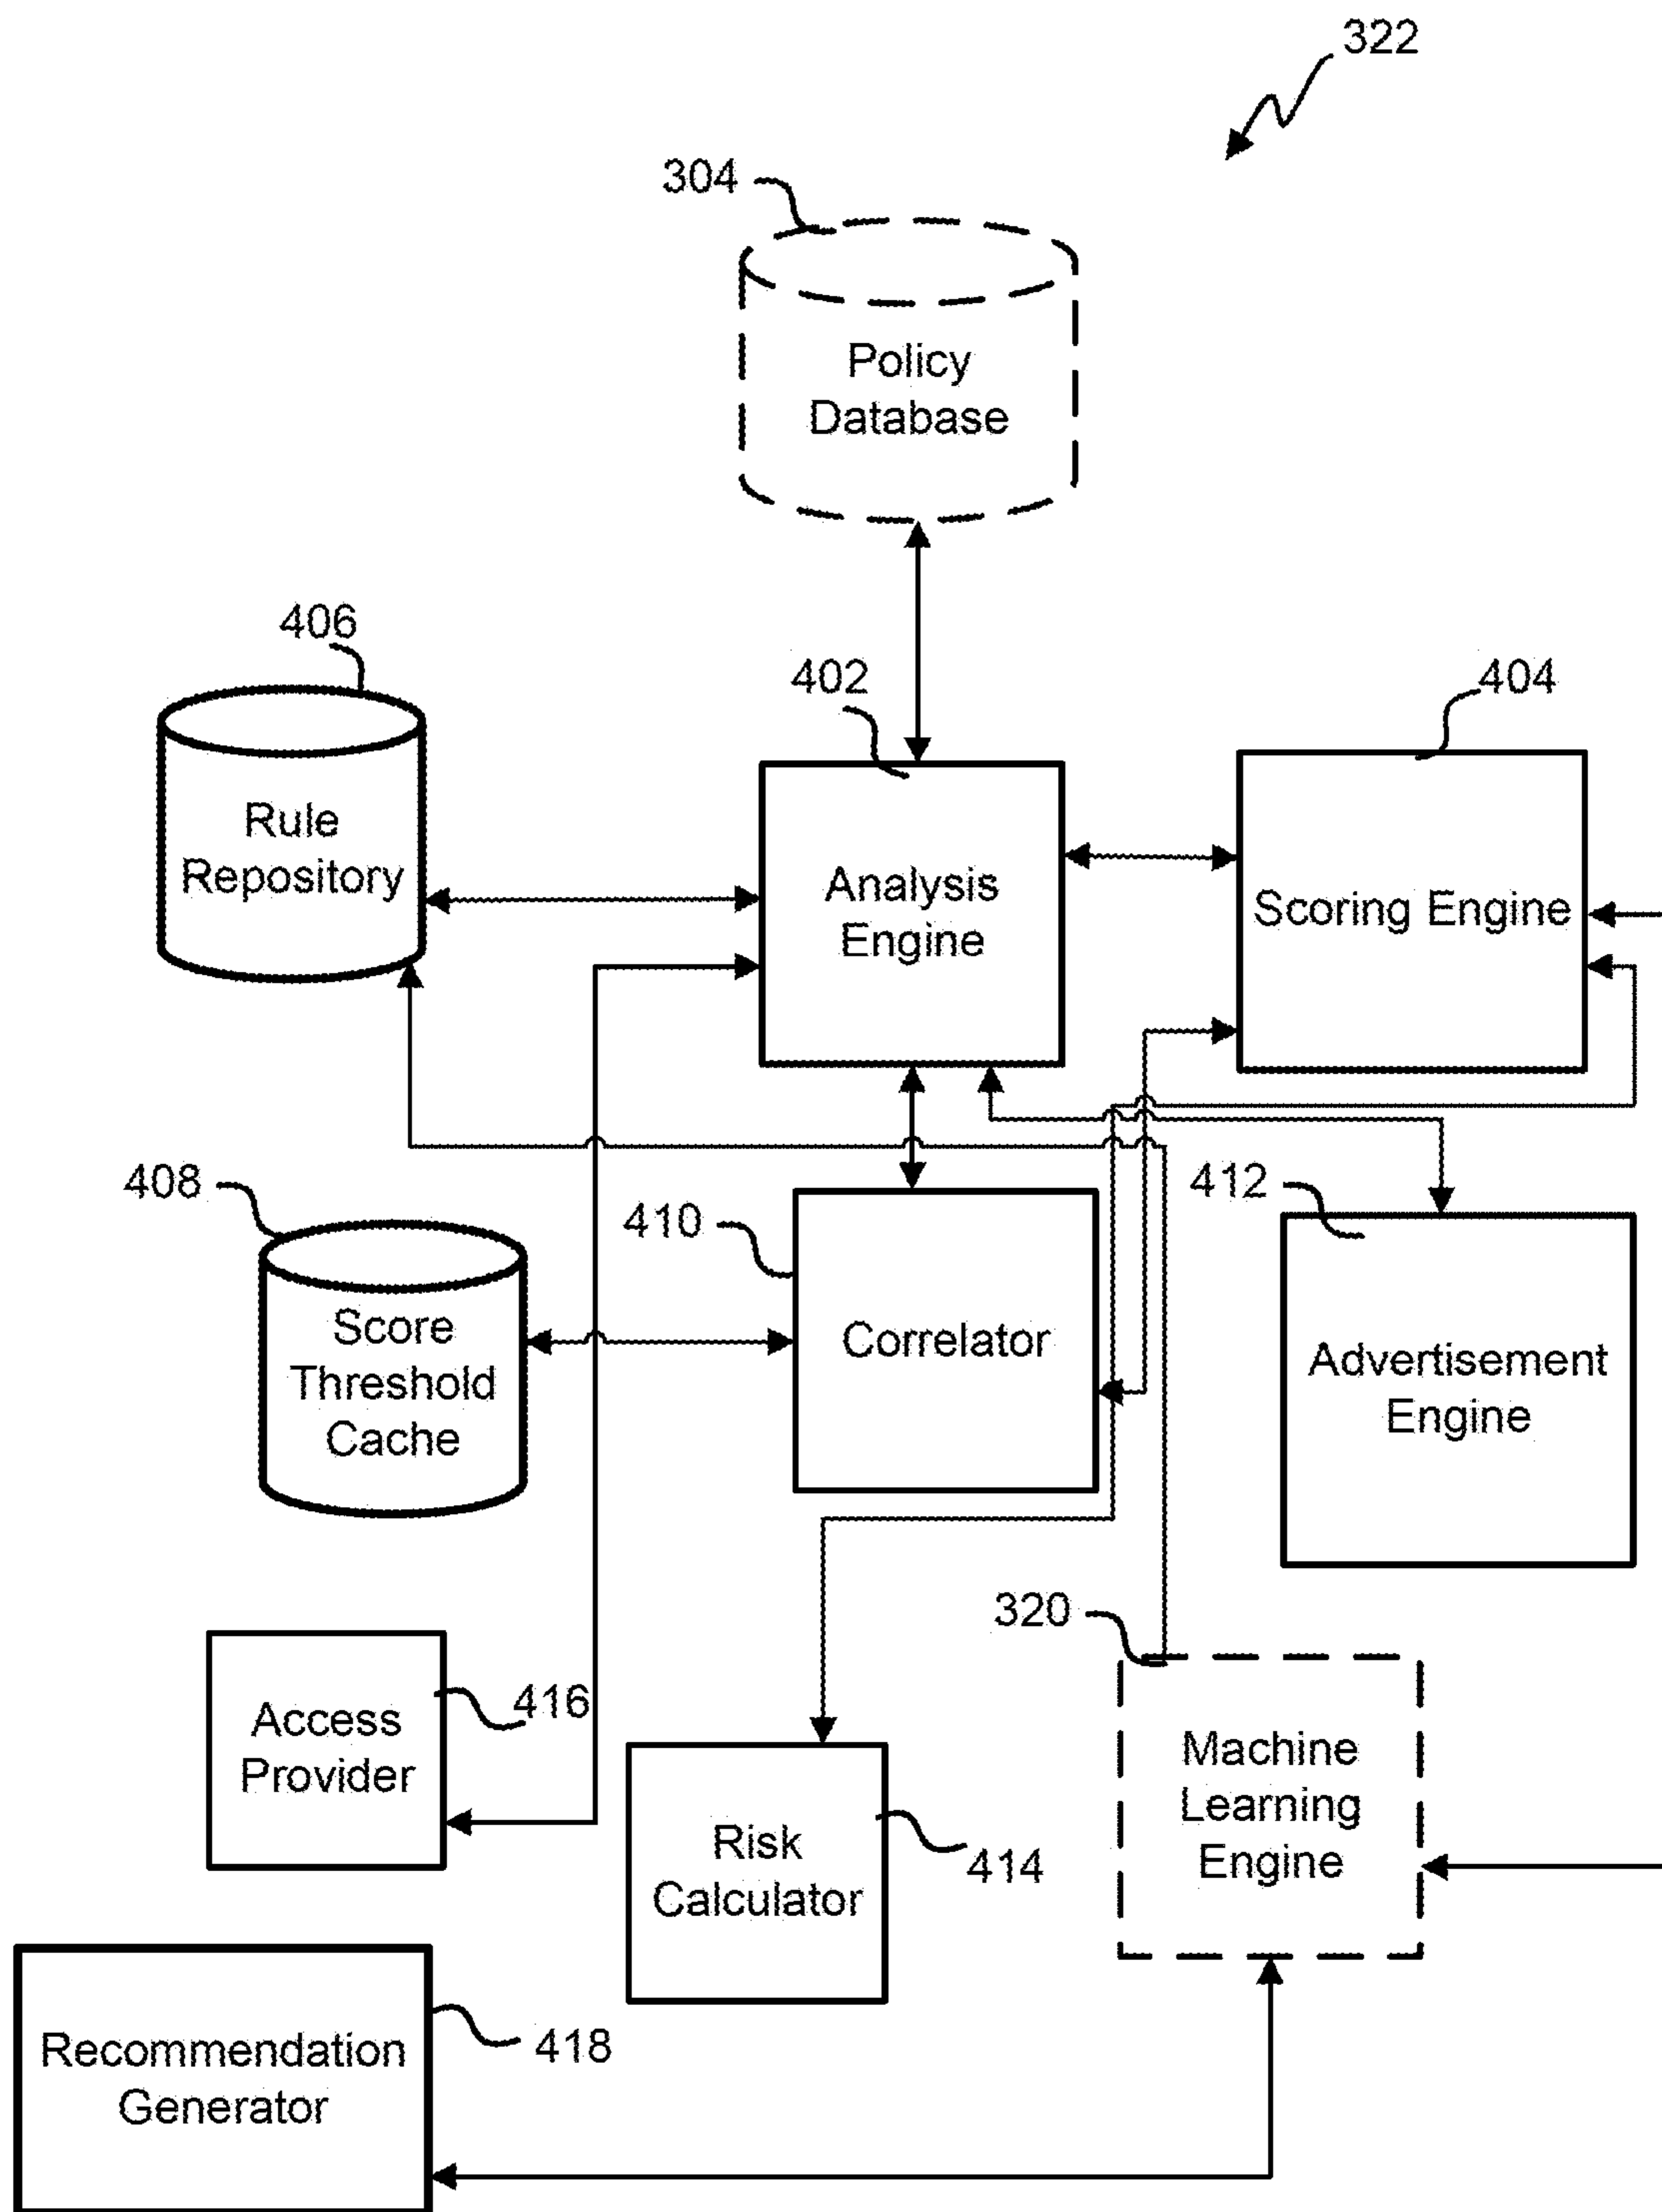 322
304
Policy
Database
406
402
404
Rule
Repository
Analysis
Engine
Scoring Engine
408
410
412
Score
Threshold
Cache
Correlator
Advertisement
Engine
320
Access
Provider
416
Machine
Learning
Engine
Risk
Calculator
414
Recommendation
Generator
418